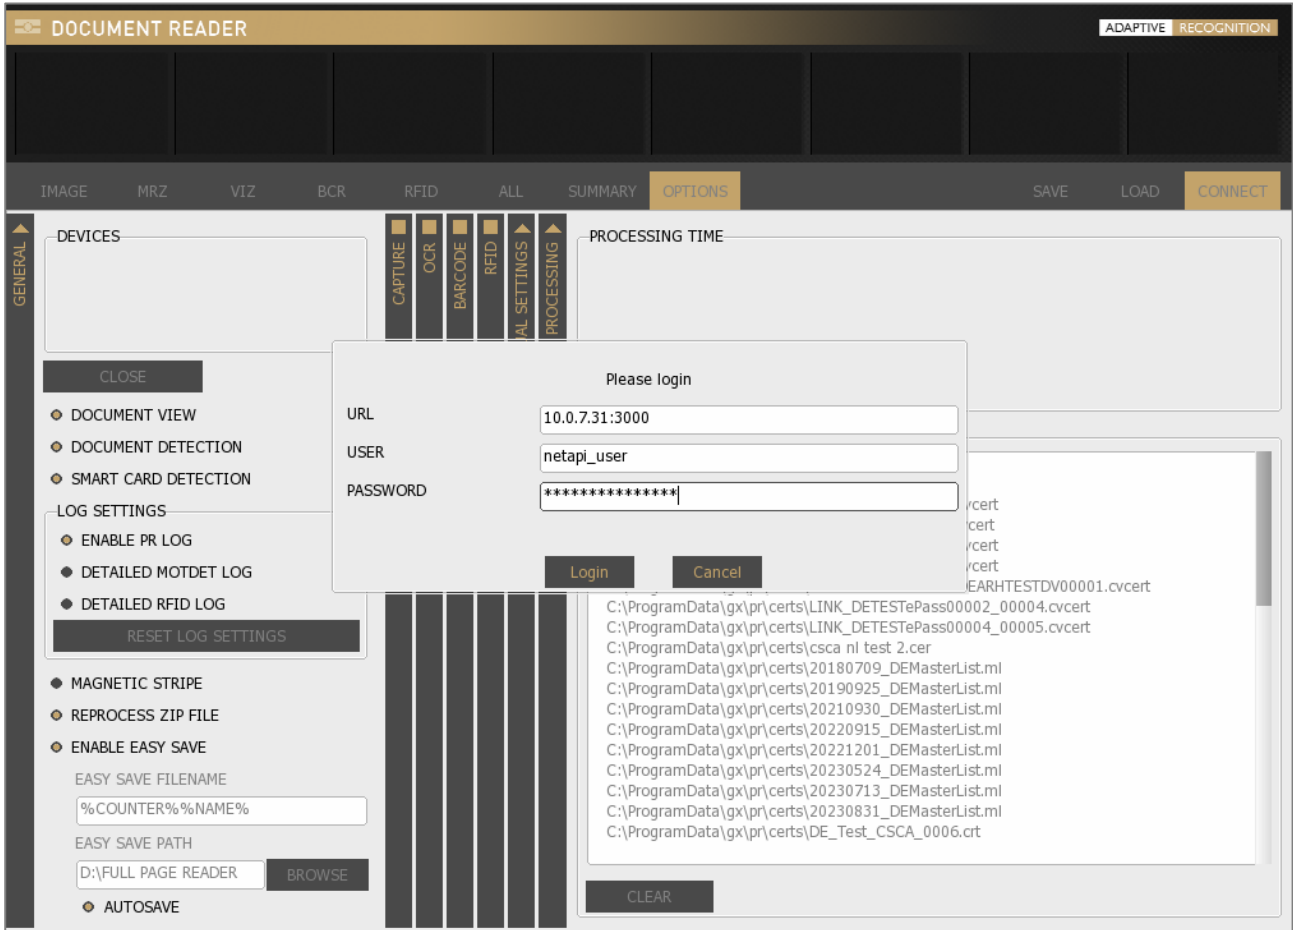 DOCUMENT READER
ADAPTIVE RECOGNITION
IMAGE MRZ VIZ BCR RFID ALL SUMMARY OPTIONS SAVE LOAD CONNECT
GENERAL
DEVICES
CLOSE
DOCUMENT VIEW
DOCUMENT DETECTION
SMART CARD DETECTION
LOG SETTINGS
ENABLE PR LOG
DETAILED MOTDET LOG
DETAILED RFID LOG
RESET LOG SETTINGS
MAGNETIC STRIPE
REPROCESS ZIP FILE
ENABLE EASY SAVE
EASY SAVE FILENAME
%COUNTER%%NAME%
EASY SAVE PATH
D:\FULL PAGE READER BROWSE
AUTOSAVE
CAPTURE
OCR
BARCODE
RFID
AL SETTINGS
PROCESSING
PROCESSING TIME
Please login
URL 10.0.7.31:3000
USER netapi_user
PASSWORD ***************
Login Cancel
vcert
cert
vcert
vcert
DEARHTESTDV00001.cvcert
C:\ProgramData\gx\pr\certs\LINK_DETESTePass00002_00004.cvcert
C:\ProgramData\gx\pr\certs\LINK_DETESTePass00004_00005.cvcert
C:\ProgramData\gx\pr\certs\csca nl test 2.cer
C:\ProgramData\gx\pr\certs\20180709_DEMasterList.ml
C:\ProgramData\gx\pr\certs\20190925_DEMasterList.ml
C:\ProgramData\gx\pr\certs\20210930_DEMasterList.ml
C:\ProgramData\gx\pr\certs\20220915_DEMasterList.ml
C:\ProgramData\gx\pr\certs\20221201_DEMasterList.ml
C:\ProgramData\gx\pr\certs\20230524_DEMasterList.ml
C:\ProgramData\gx\pr\certs\20230713_DEMasterList.ml
C:\ProgramData\gx\pr\certs\20230831_DEMasterList.ml
C:\ProgramData\gx\pr\certs\DE_Test_CSCA_0006.crt
CLEAR